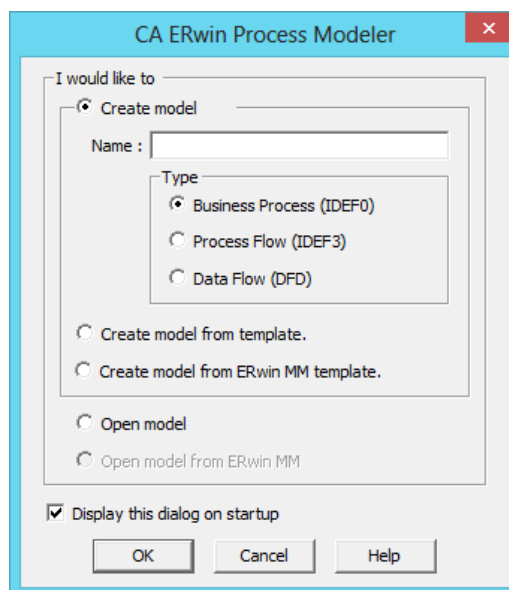 CA ERwin Process Modeler
I would like to
Create model
Name :
Type
Business Process (IDEF0)
Process Flow (IDEF3)
Data Flow (DFD)
Create model from template.
Create model from ERwin MM template.
Open model
Open model from ERwin MM
Display this dialog on startup
OK Cancel Help